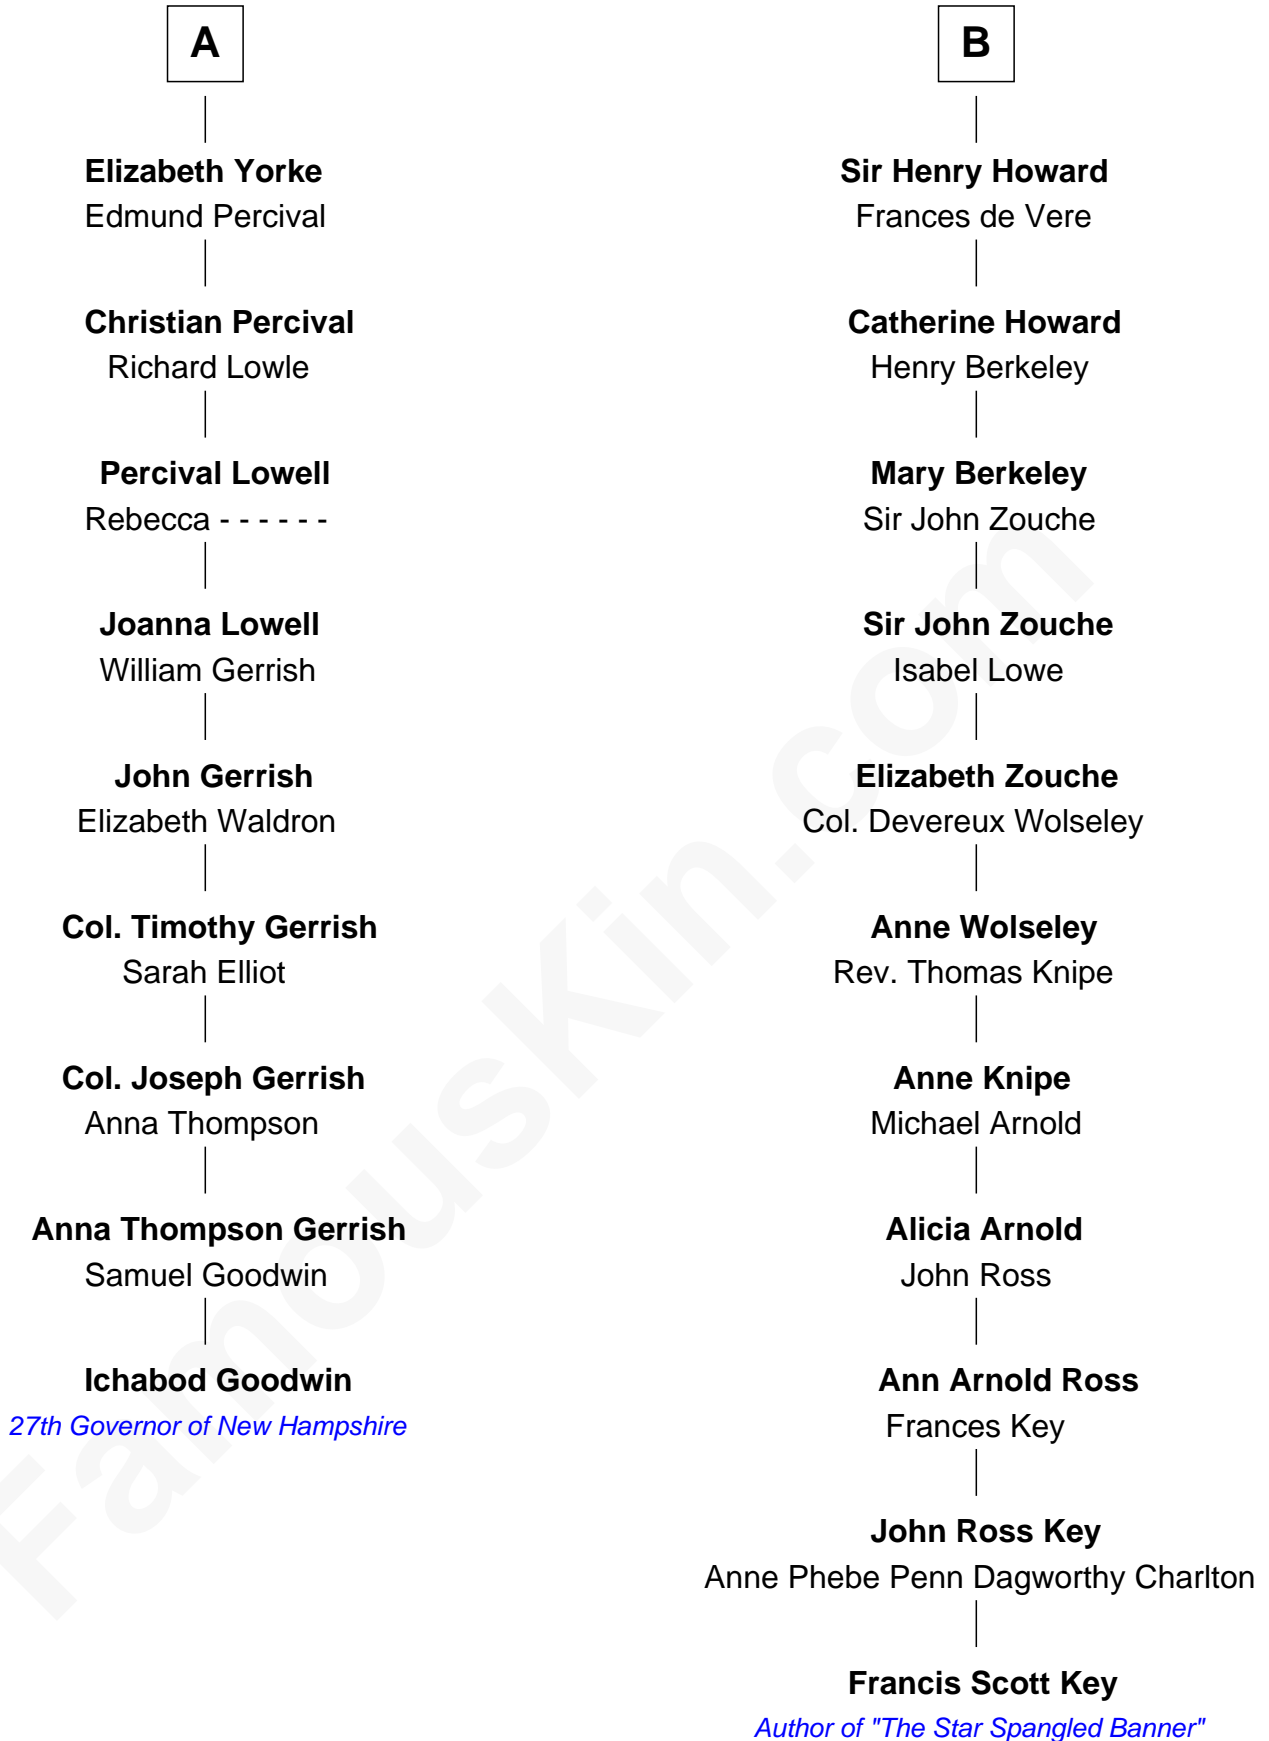 A
Elizabeth Yorke
Edmund Percival
Christian Percival
Richard Lowle
Percival Lowell
Rebecca - - - - - -
Joanna Lowell
William Gerrish
John Gerrish
Elizabeth Waldron
Col. Timothy Gerrish
Sarah Elliot
Col. Joseph Gerrish
Anna Thompson
Anna Thompson Gerrish
Samuel Goodwin
Ichabod Goodwin
27th Governor of New Hampshire
B
Sir Henry Howard
Frances de Vere
Catherine Howard
Henry Berkeley
Mary Berkeley
Sir John Zouche
Sir John Zouche
Isabel Lowe
Elizabeth Zouche
Col. Devereux Wolseley
Anne Wolseley
Rev. Thomas Knipe
Anne Knipe
Michael Arnold
Alicia Arnold
John Ross
Ann Arnold Ross
Frances Key
John Ross Key
Anne Phebe Penn Dagworthy Charlton
Francis Scott Key
Author of "The Star Spangled Banner"
FamousKin.com